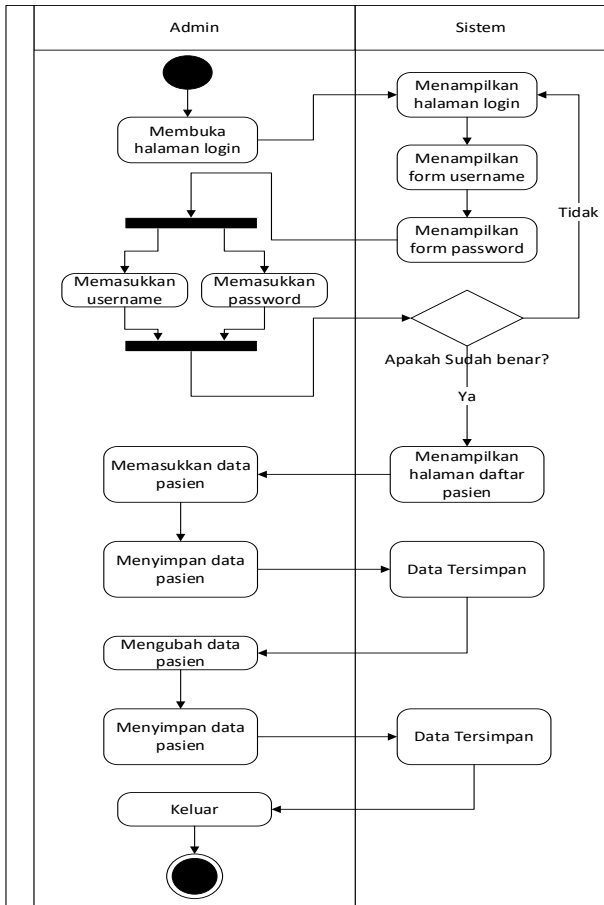 Admin
Sistem
Membuka
halaman login
Menampilkan
halaman login
Menampilkan
form username
Menampilkan
form password
Tidak
Memasukkan
username
Memasukkan
password
Apakah Sudah benar?
Ya
Menampilkan
halaman daftar
pasien
Memasukkan data
pasien
Menyimpan data
pasien
Data Tersimpan
Mengubah data
pasien
Menyimpan data
pasien
Data Tersimpan
Keluar